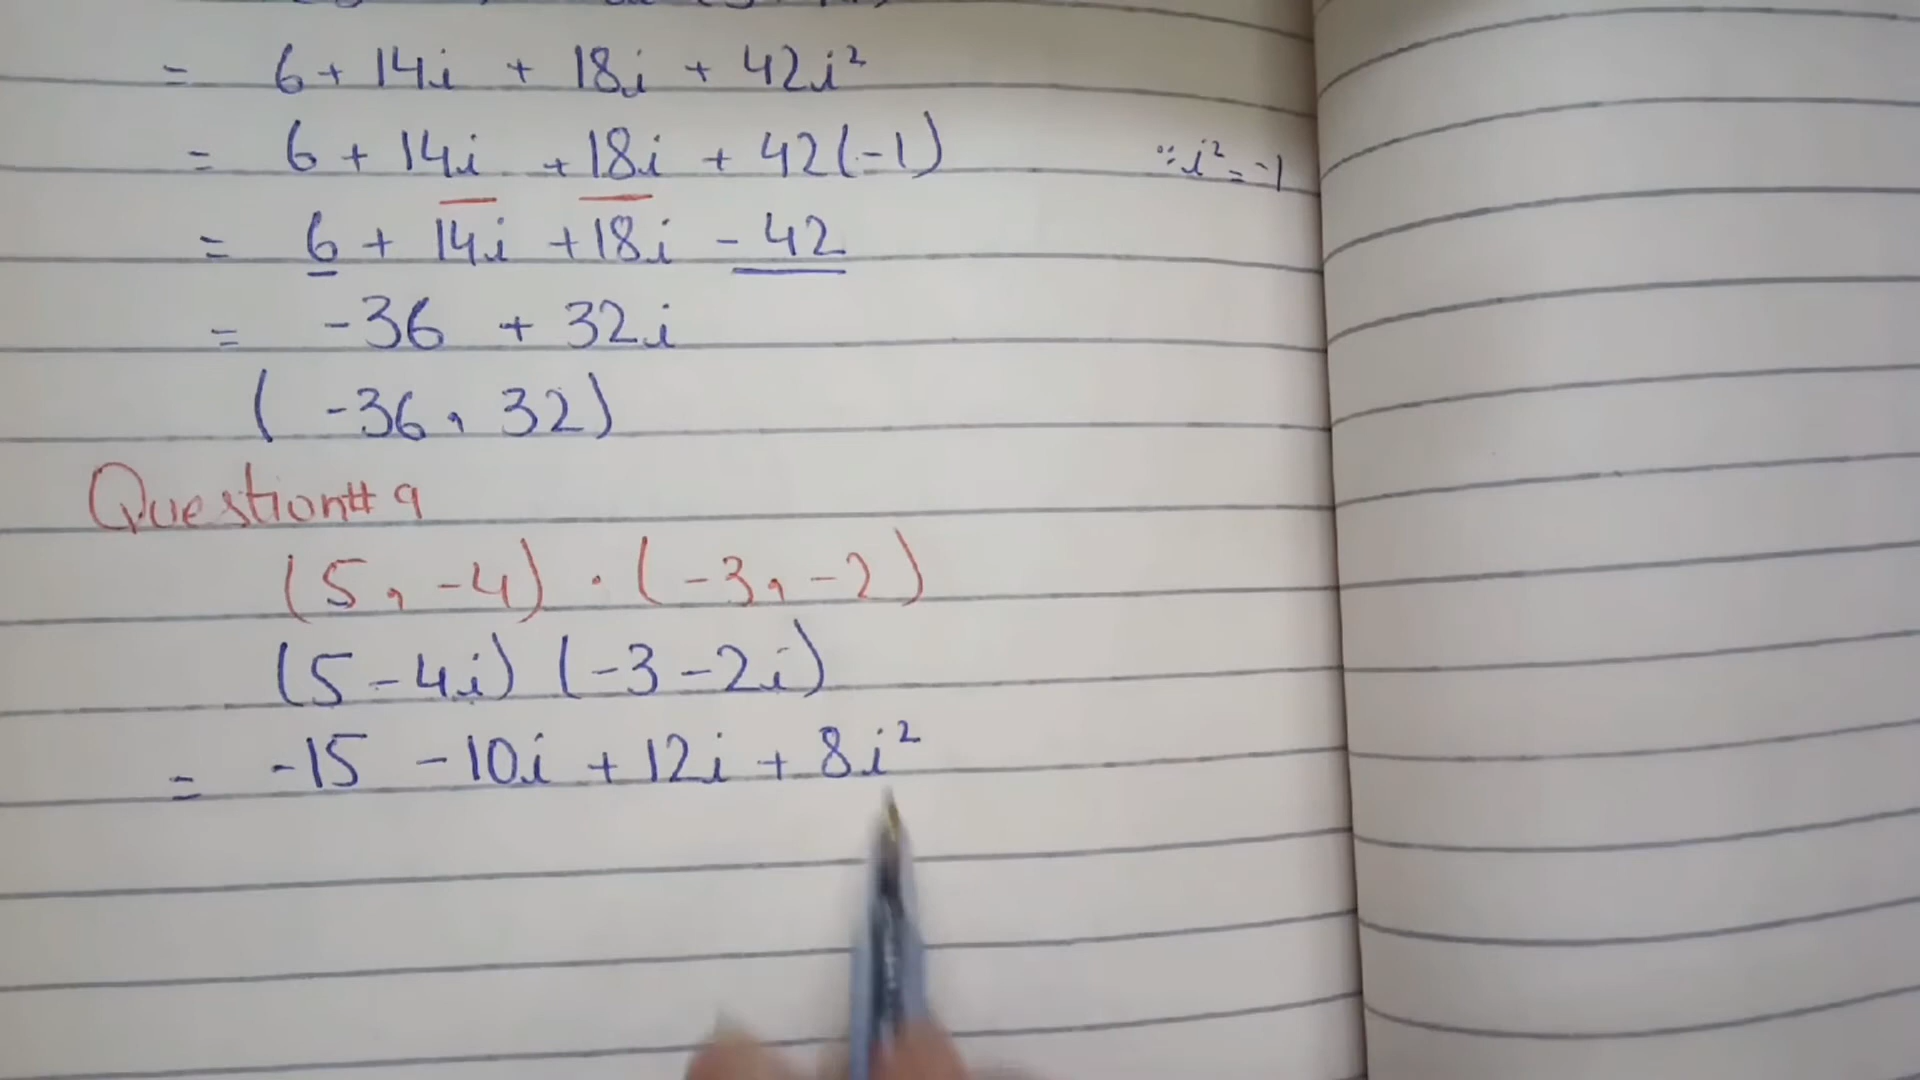 = 6 + 14i + 18i + 42i²
= 6 + 14i + 18i + 42(-1) ∵ i² = -1
= 6 + 14i + 18i - 42
= -36 + 32i
( -36, 32)
Question# 9
(5, -4) · (-3, -2)
(5 - 4i) (-3 - 2i)
= -15 - 10i + 12i + 8i²